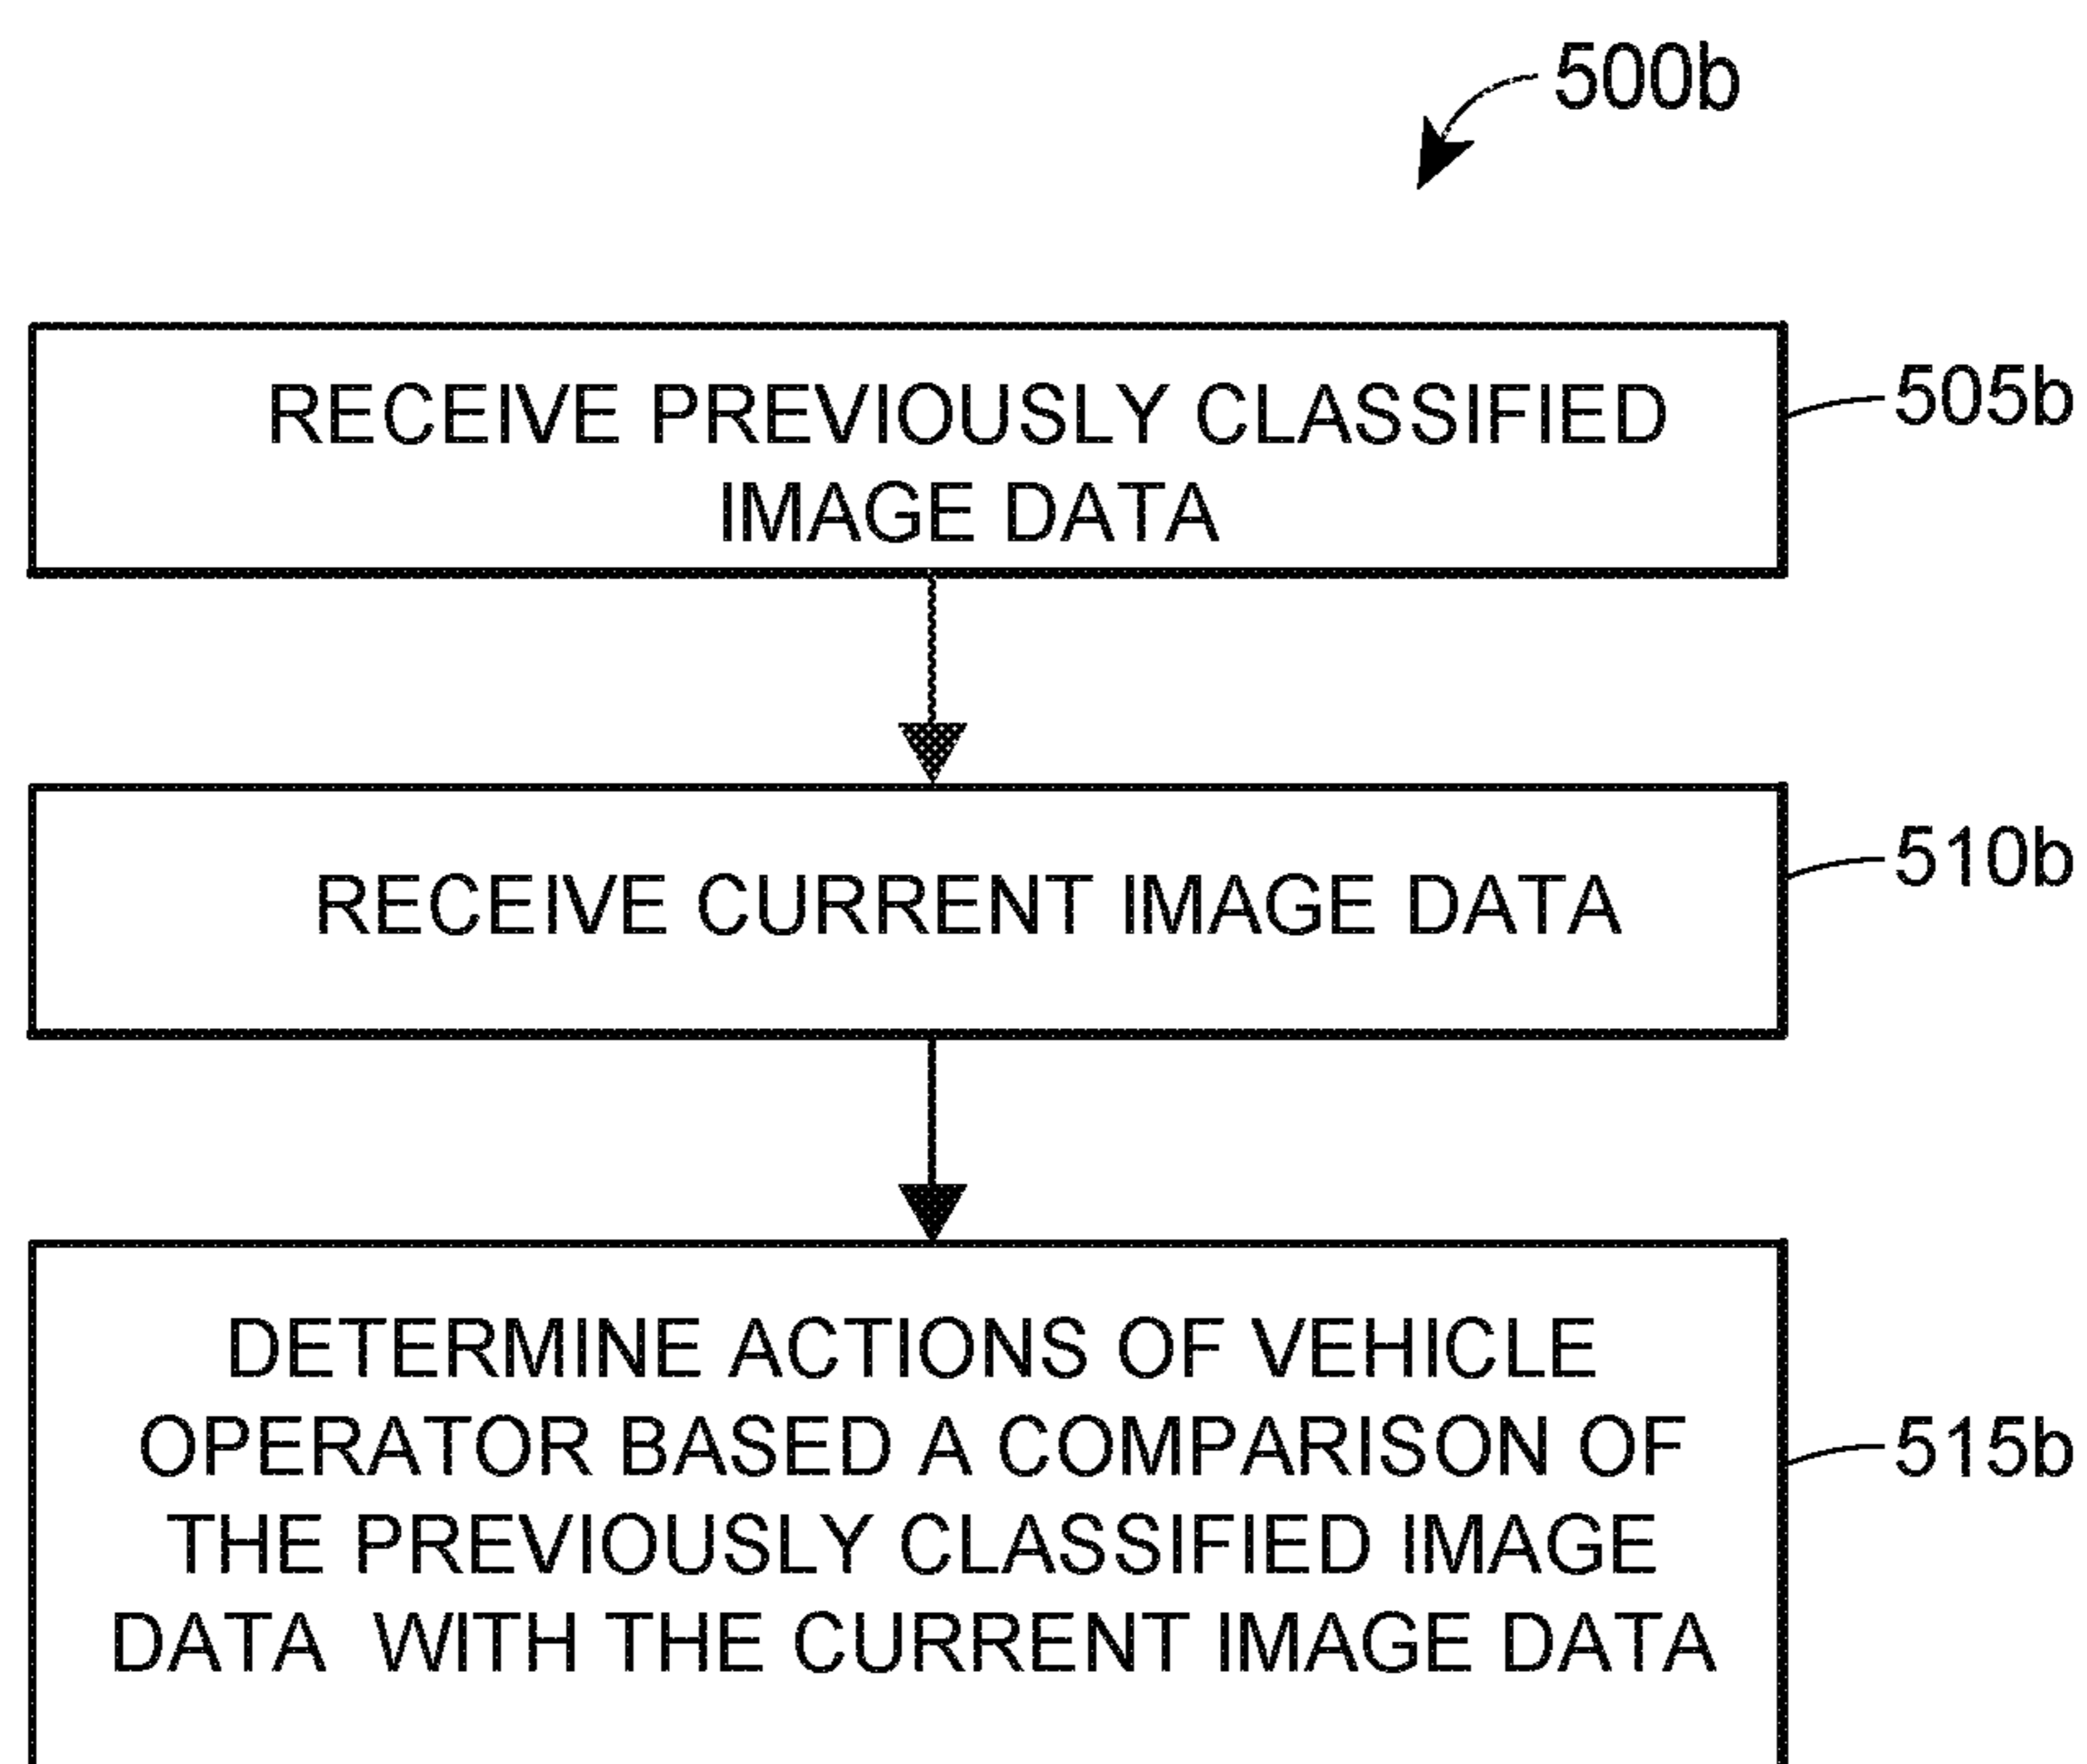 500b
RECEIVE PREVIOUSLY CLASSIFIED
IMAGE DATA
505b
RECEIVE CURRENT IMAGE DATA
510b
DETERMINE ACTIONS OF VEHICLE
OPERATOR BASED A COMPARISON OF
THE PREVIOUSLY CLASSIFIED IMAGE
DATA WITH THE CURRENT IMAGE DATA
515b